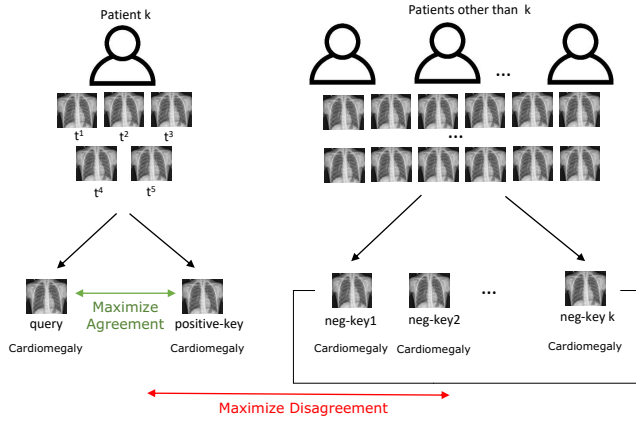 Patient k
Patients other than k
...
t1 t2 t3
...
t4 t5
Maximize
Agreement
...
query
positive-key
neg-key1
neg-key2
neg-key k
Cardiomegaly
Cardiomegaly
Cardiomegaly
Cardiomegaly
Cardiomegaly
Maximize Disagreement